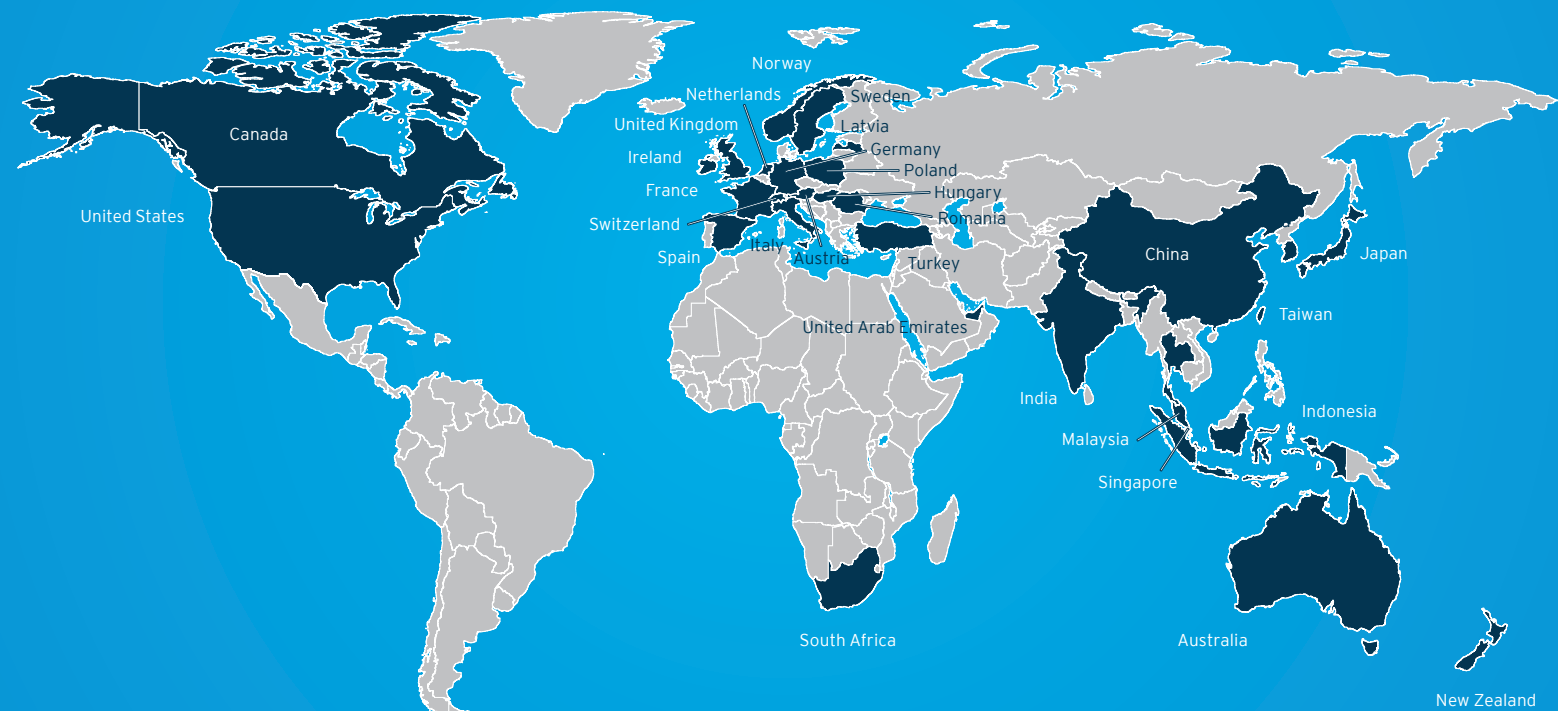 Norway
Netherlands
Sweden
United Kingdom
Latvia
Canada
Germany
Ireland
Poland
France
Hungary
United States
Romania
Switzerland
Italy
Spain
Austria
Turkey
China
Japan
Taiwan
United Arab Emirates
India
Indonesia
Malaysia
Singapore
South Africa
Australia
New Zealand